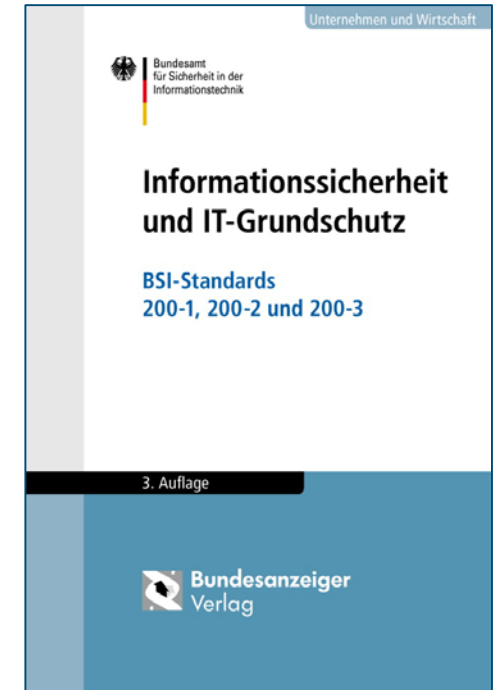 Unternehmen und Wirtschaft
Bundesamt
für Sicherheit in der
Informationstechnik
Informationssicherheit
und IT-Grundschutz
BSI-Standards
200-1, 200-2 und 200-3
3. Auflage
Bundesanzeiger
Verlag